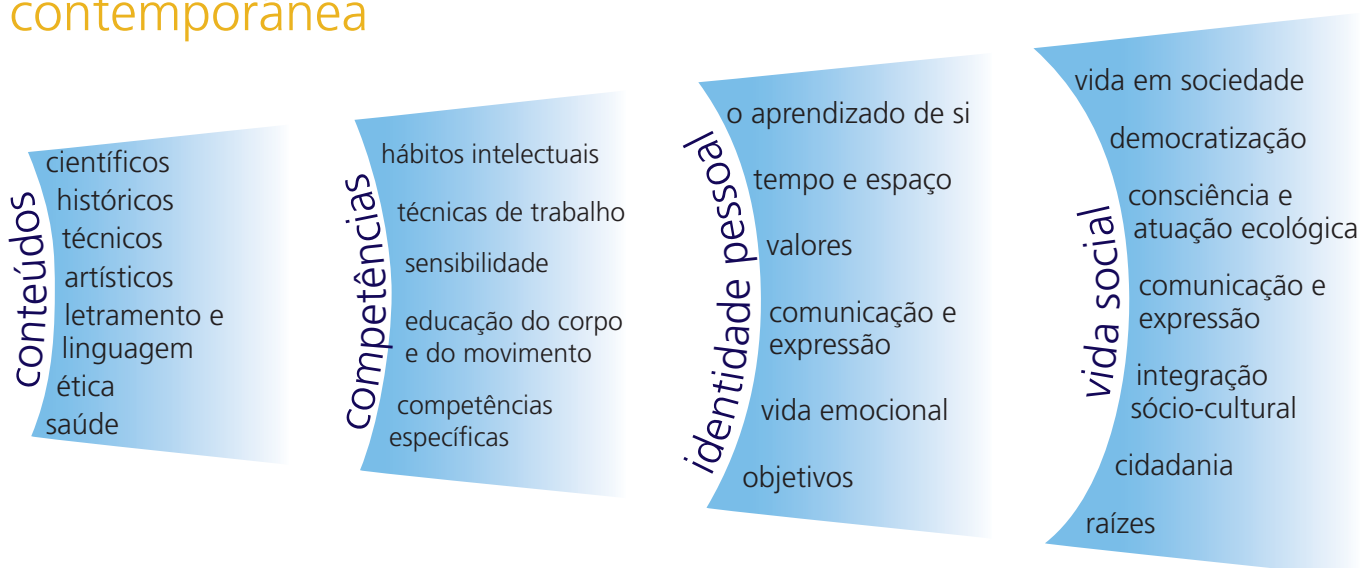 contemporânea
conteúdos
científicos
históricos
técnicos
artísticos
letramento e
linguagem
ética
saúde
competências
hábitos intelectuais
técnicas de trabalho
sensibilidade
educação do corpo
e do movimento
competências
específicas
identidade pessoal
o aprendizado de si
tempo e espaço
valores
comunicação e
expressão
vida emocional
objetivos
vida social
vida em sociedade
democratização
consciência e
atuação ecológica
comunicação e
expressão
integração
sócio-cultural
cidadania
raízes